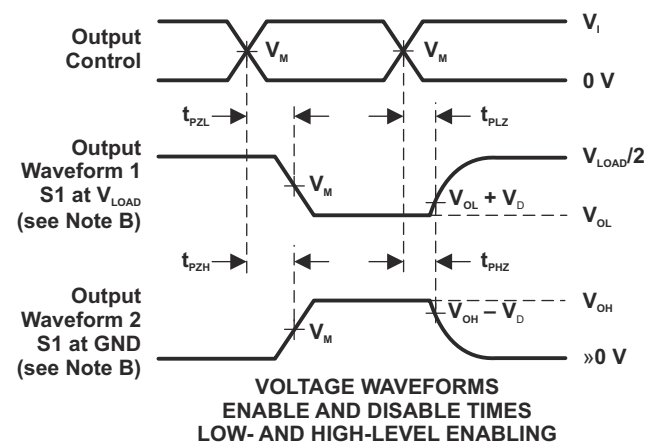 Output
Control
V_M
V_M
V_I
0 V
t_PZL
t_PLZ
Output
Waveform 1
S1 at V_LOAD
(see Note B)
V_M
V_OL + V_D
V_LOAD/2
V_OL
t_PZH
t_PHZ
Output
Waveform 2
S1 at GND
(see Note B)
V_M
V_OH – V_D
V_OH
»0 V
VOLTAGE WAVEFORMS
ENABLE AND DISABLE TIMES
LOW- AND HIGH-LEVEL ENABLING